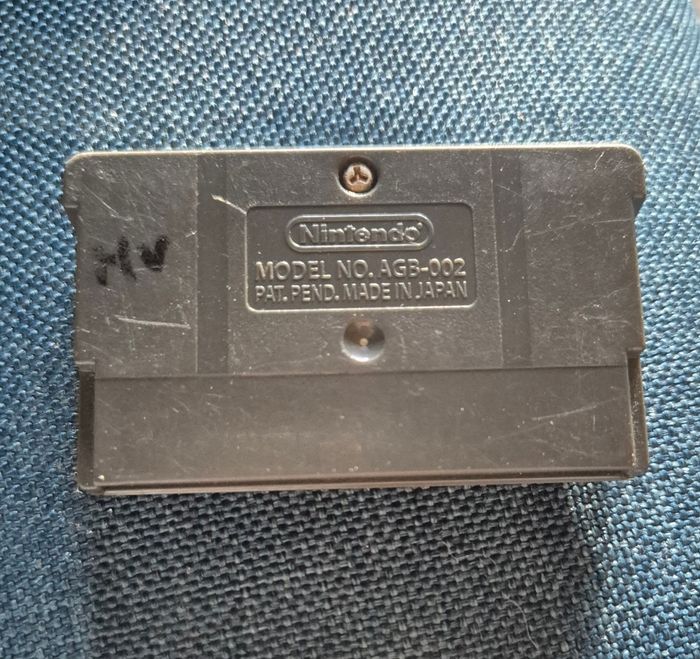 Nintendo
MODEL NO. AGB-002
PAT. PEND. MADE IN JAPAN